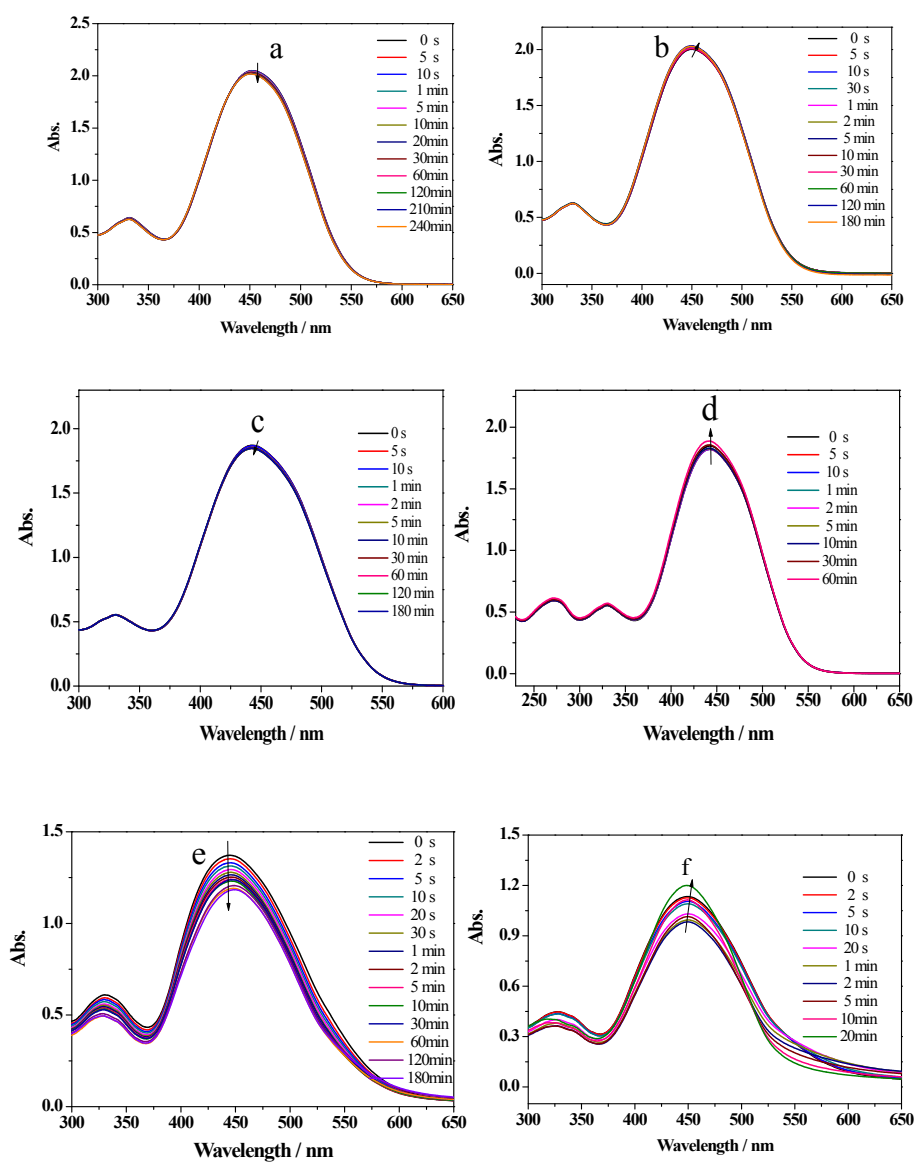 a
Abs.
2.5
2.0
1.5
1.0
0.5
0.0
300 350 400 450 500 550 600 650
Wavelength / nm
0 s
5 s
10 s
1 min
5 min
10min
20min
30min
60min
120min
210min
240min
b
Abs.
2.0
1.5
1.0
0.5
0.0
300 350 400 450 500 550 600 650
Wavelength / nm
0 s
5 s
10 s
30 s
1 min
2 min
5 min
10 min
30 min
60 min
120 min
180 min
c
Abs.
2.0
1.5
1.0
0.5
0.0
300 350 400 450 500 550 600
Wavelength / nm
0 s
5 s
10 s
1 min
2 min
5 min
10 min
30 min
60 min
120 min
180 min
d
Abs.
2.0
1.5
1.0
0.5
0.0
250 300 350 400 450 500 550 600 650
Wavelength / nm
0 s
5 s
10 s
1 min
2 min
5 min
10min
30min
60min
e
Abs.
1.5
1.0
0.5
0.0
300 350 400 450 500 550 600 650
Wavelength / nm
0 s
2 s
5 s
10 s
20 s
30 s
1 min
2 min
5 min
10min
30min
60min
120min
180min
f
Abs.
1.5
1.2
0.9
0.6
0.3
0.0
300 350 400 450 500 550 600 650
Wavelength / nm
0 s
2 s
5 s
10 s
20 s
1 min
2 min
5 min
10min
20min